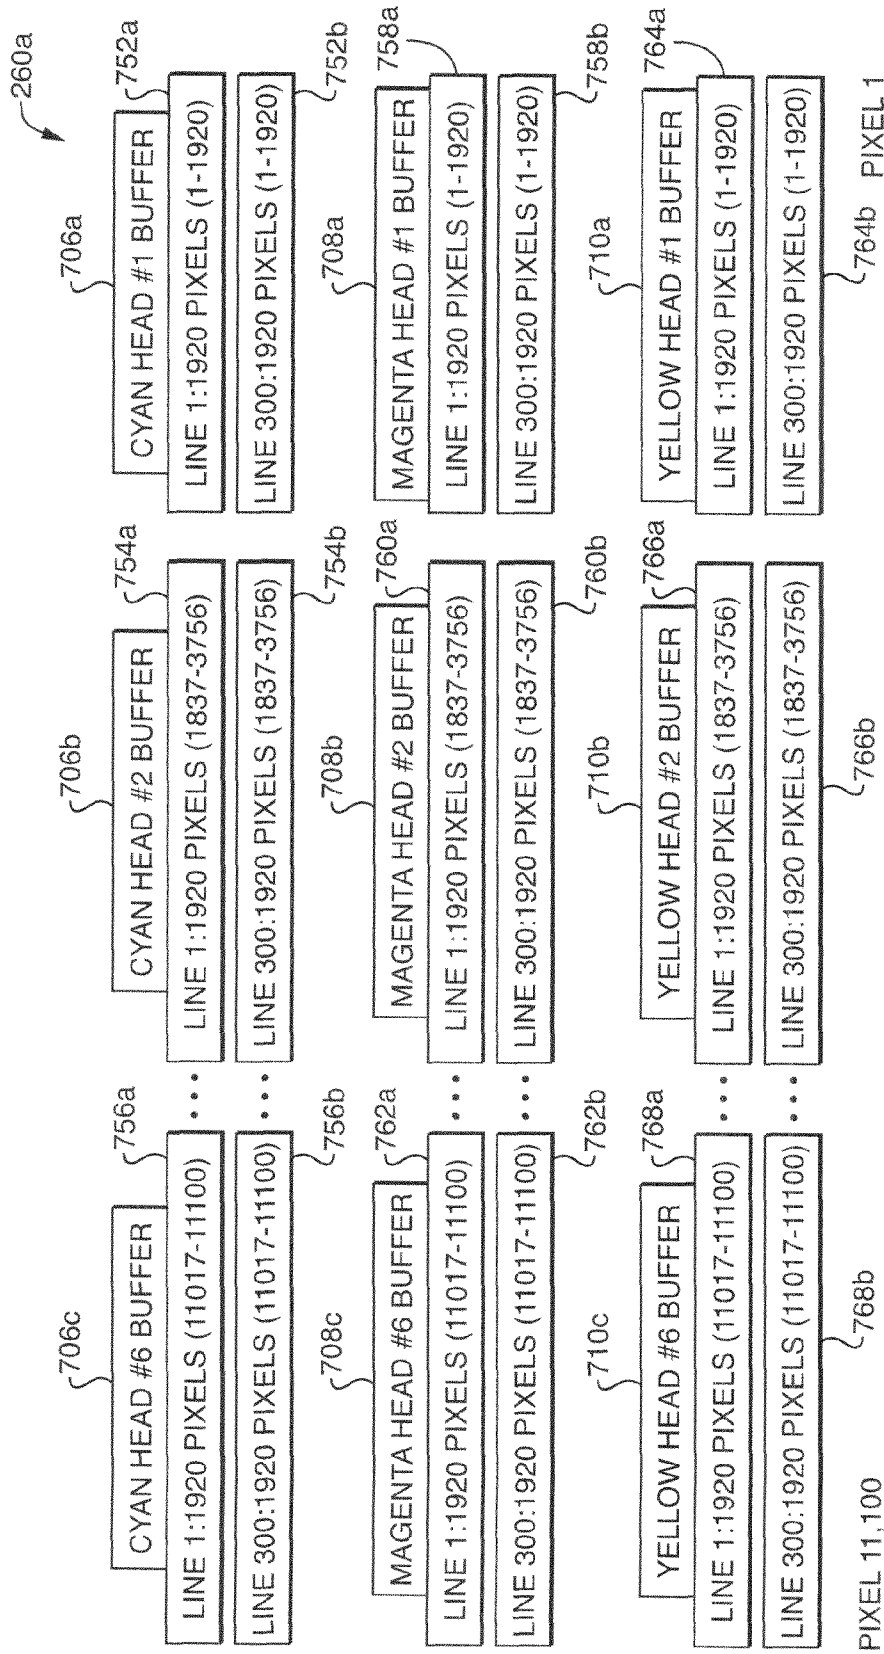 260a
706c 706b 706a
756a 754a 752a
CYAN HEAD #6 BUFFER CYAN HEAD #2 BUFFER CYAN HEAD #1 BUFFER
LINE 1:1920 PIXELS (11017-11100) • • • LINE 1:1920 PIXELS (1837-3756) LINE 1:1920 PIXELS (1-1920)
LINE 300:1920 PIXELS (11017-11100) • • • LINE 300:1920 PIXELS (1837-3756) LINE 300:1920 PIXELS (1-1920)
756b 754b 752b
708c 708b 708a
762a 760a 758a
MAGENTA HEAD #6 BUFFER MAGENTA HEAD #2 BUFFER MAGENTA HEAD #1 BUFFER
LINE 1:1920 PIXELS (11017-11100) • • • LINE 1:1920 PIXELS (1837-3756) LINE 1:1920 PIXELS (1-1920)
LINE 300:1920 PIXELS (11017-11100) • • • LINE 300:1920 PIXELS (1837-3756) LINE 300:1920 PIXELS (1-1920)
762b 760b 758b
710c 710b 710a
768a 766a 764a
YELLOW HEAD #6 BUFFER YELLOW HEAD #2 BUFFER YELLOW HEAD #1 BUFFER
LINE 1:1920 PIXELS (11017-11100) • • • LINE 1:1920 PIXELS (1837-3756) LINE 1:1920 PIXELS (1-1920)
LINE 300:1920 PIXELS (11017-11100) • • • LINE 300:1920 PIXELS (1837-3756) LINE 300:1920 PIXELS (1-1920)
768b 766b 764b
PIXEL 11,100 PIXEL 1